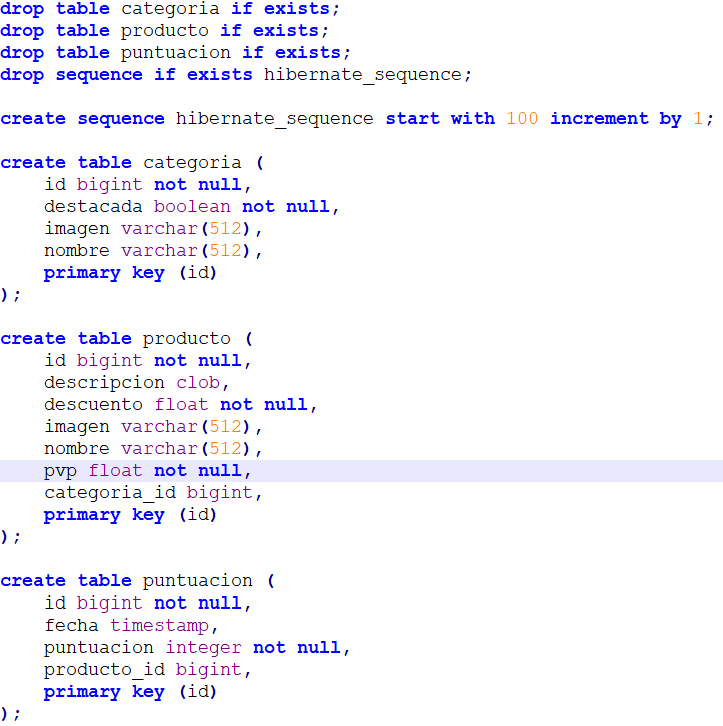 drop table categoria if exists;
drop table producto if exists;
drop table puntuacion if exists;
drop sequence if exists hibernate_sequence;
create sequence hibernate_sequence start with 100 increment by 1;
create table categoria (
id bigint not null,
destacada boolean not null,
imagen varchar(512),
nombre varchar(512),
primary key (id)
);
create table producto (
id bigint not null,
descripcion clob,
descuento float not null,
imagen varchar(512),
nombre varchar(512),
pvp float not null,
categoria_id bigint,
primary key (id)
);
create table puntuacion (
id bigint not null,
fecha timestamp,
puntuacion integer not null,
producto_id bigint,
primary key (id)
);